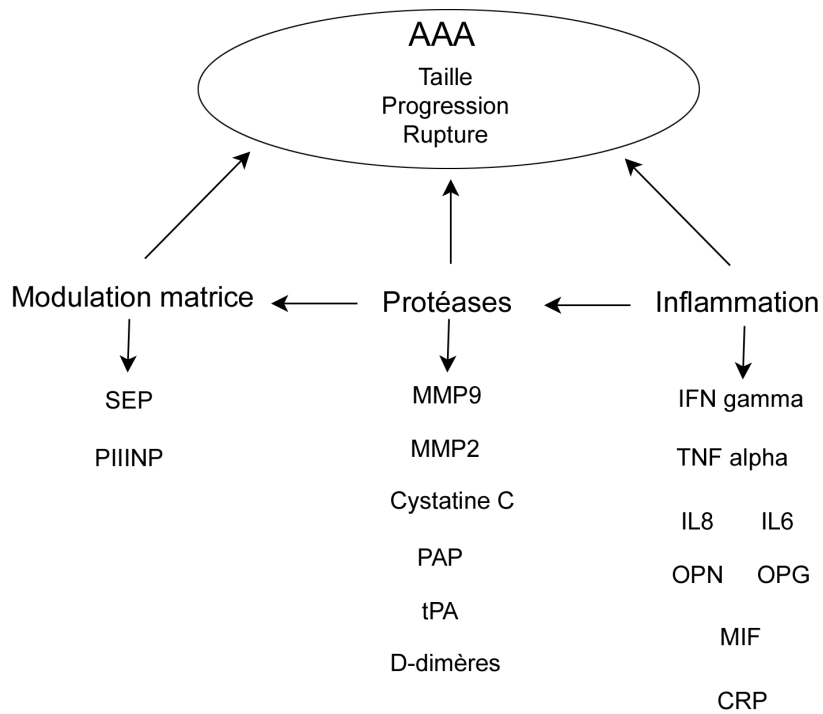 AAA
Taille
Progression
Rupture
Modulation matrice
Protéases
Inflammation
SEP
PIIINP
MMP9
MMP2
Cystatine C
PAP
tPA
D-dimères
IFN gamma
TNF alpha
IL8 IL6
OPN OPG
MIF
CRP